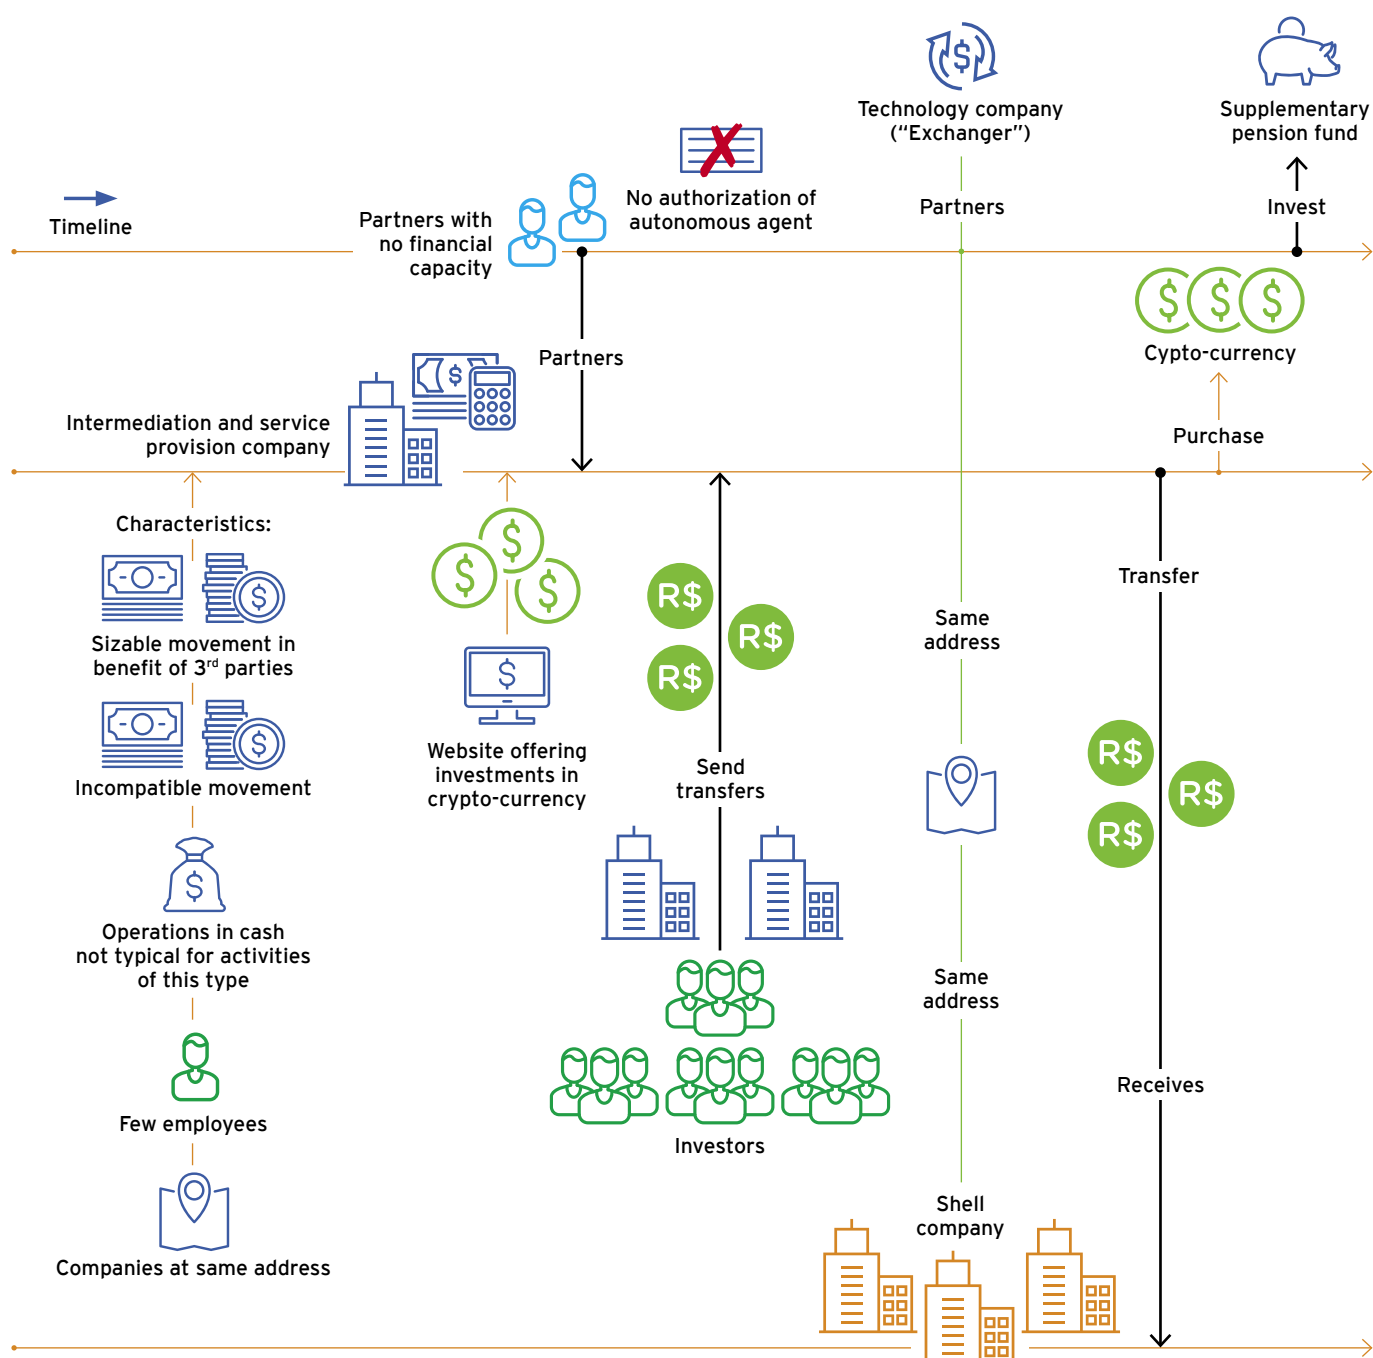 Technology company
(“Exchanger”)
Supplementary
pension fund
Timeline
Partners with
no financial
capacity
No authorization of
autonomous agent
Partners
Invest
Partners
Cypto-currency
Intermediation and service
provision company
Purchase
Characteristics:
Sizable movement in
benefit of 3rd parties
Incompatible movement
Operations in cash
not typical for activities
of this type
Few employees
Companies at same address
Website offering
investments in
crypto-currency
R$
R$
R$
Send
transfers
Investors
Same
address
Same
address
Shell
company
Transfer
R$
R$
R$
Receives